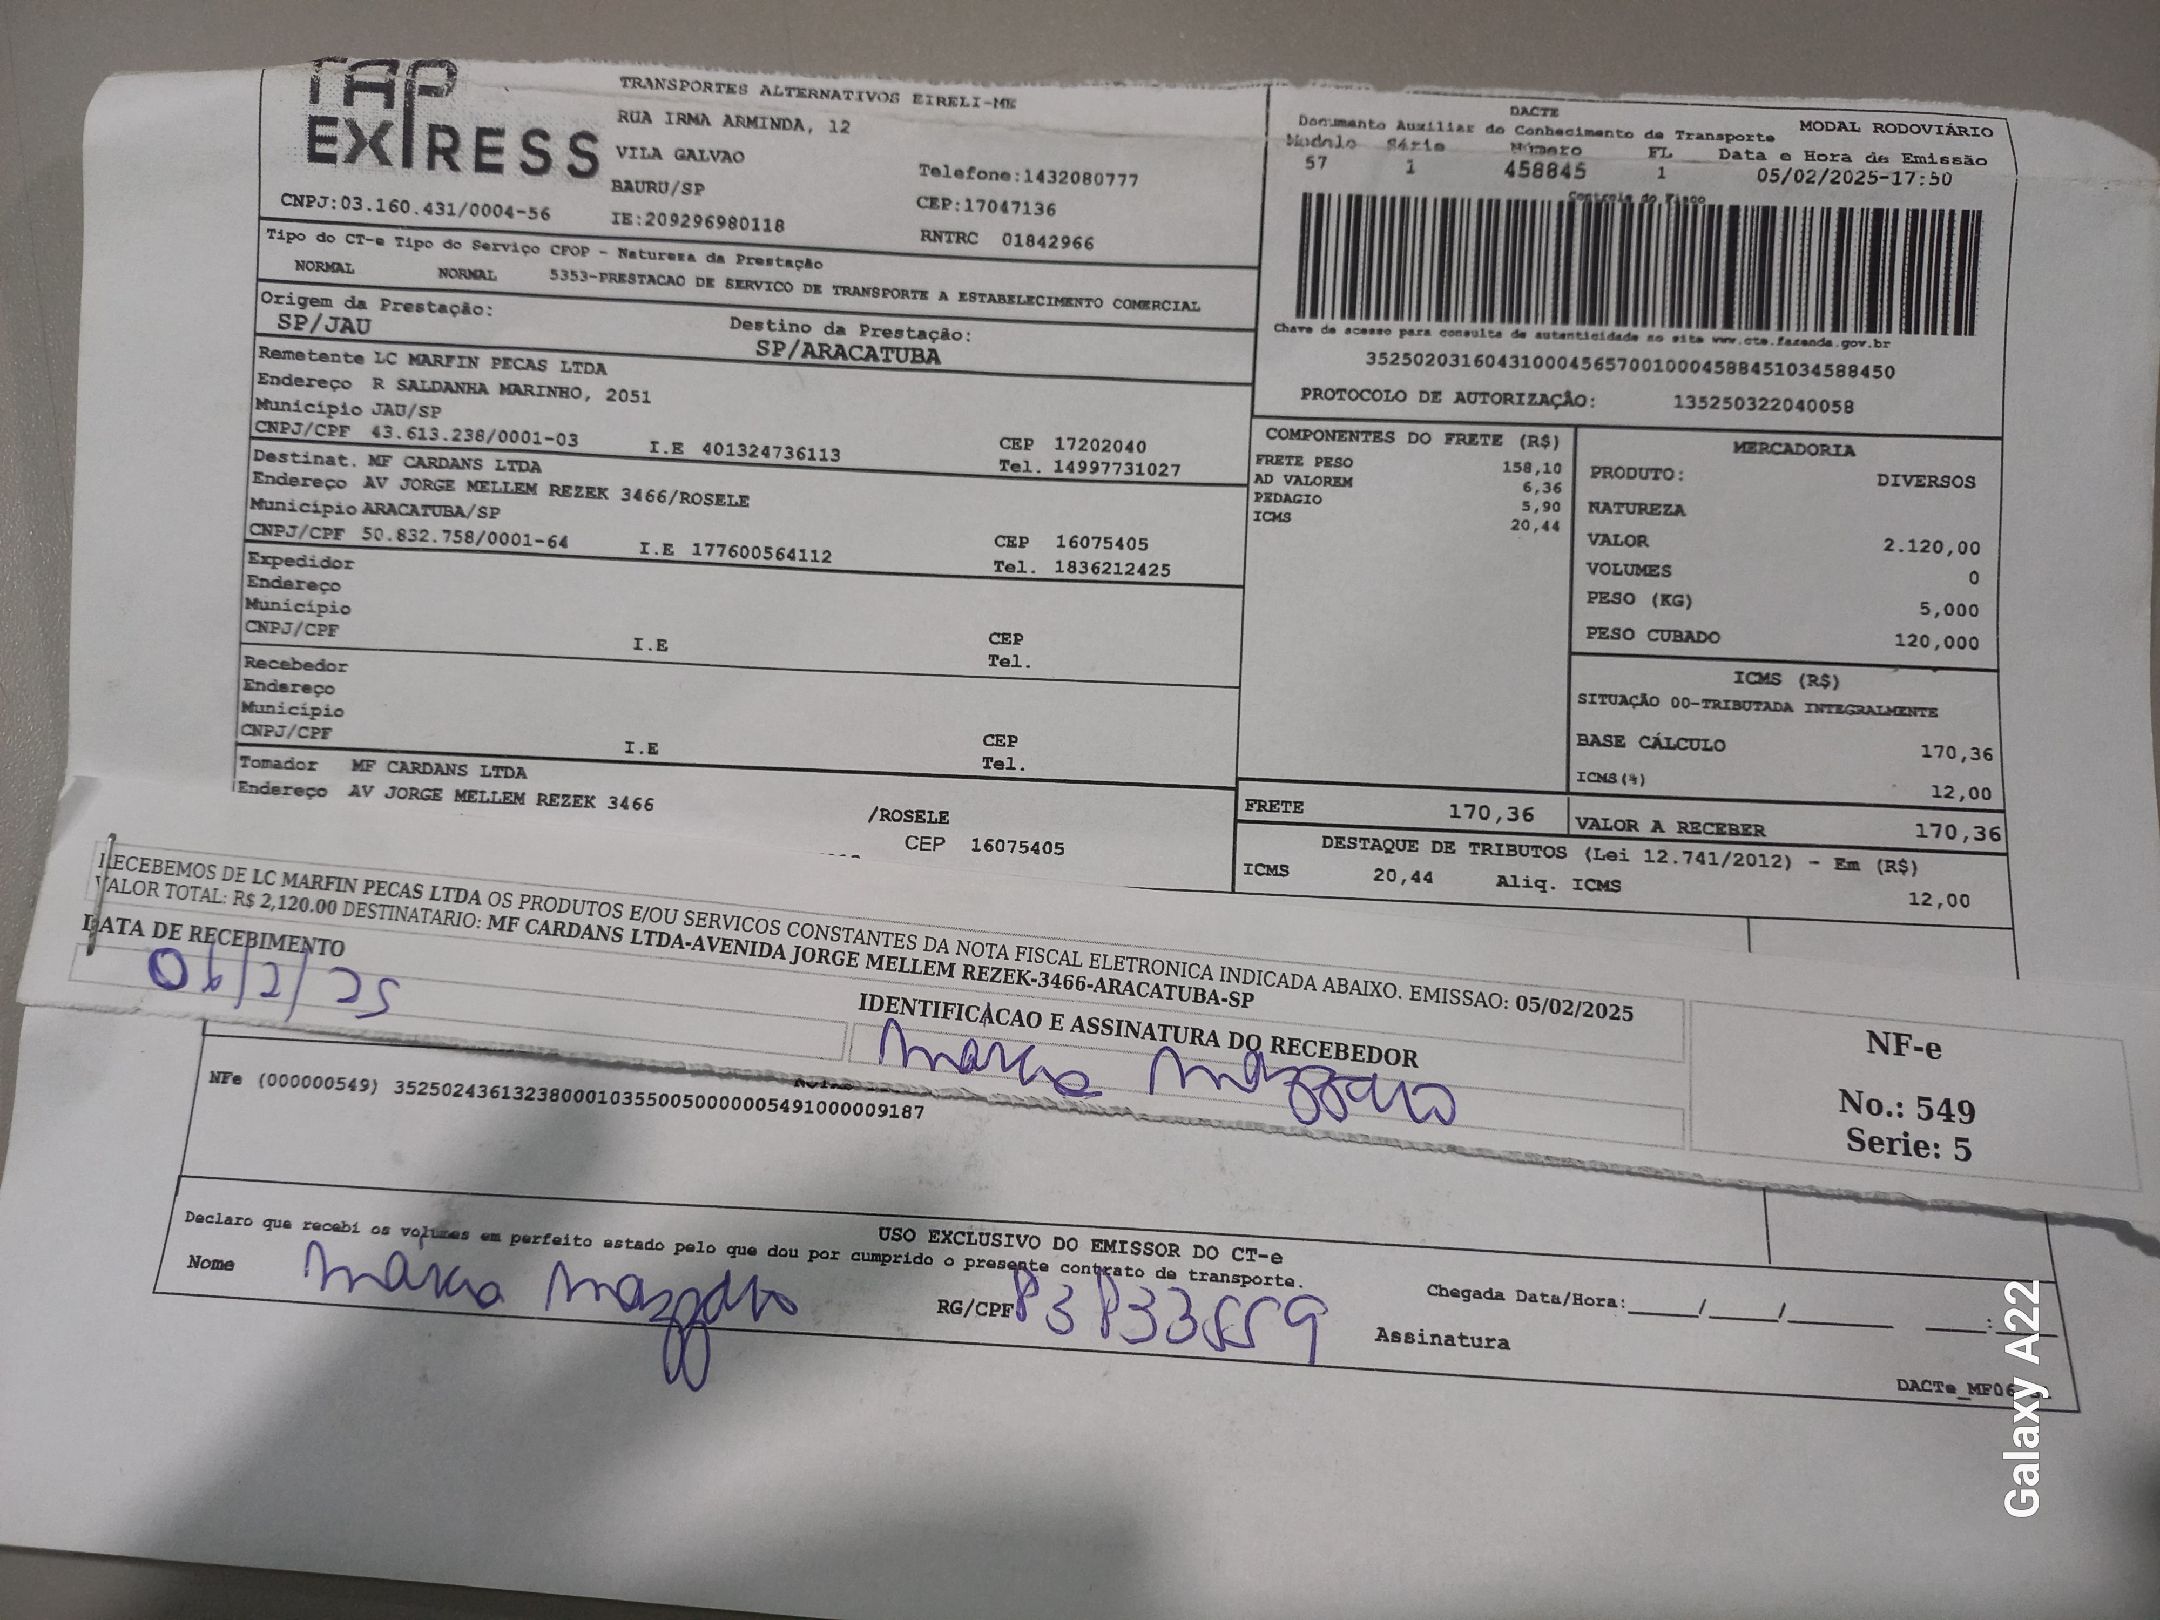 TAP
EXPRESS
CNPJ:03.160.431/0004-56
TRANSPORTES ALTERNATIVOS EIRELI-ME
RUA IRMA ARMINDA, 12
VILA GALVAO
BAURU/SP
IE:209296980118
Telefone:1432080777
CEP:17047136
RNTRC 01842966
DACTE
Documento Auxiliar do Conhecimento de Transporte
MODAL RODOVIÁRIO
Modelo Série Número FL Data e Hora de Emissão
57 1 458845 1 05/02/2025-17:50
Controle do Fisco
Chave de acesso para consulta de autenticidade no site www.cte.fazenda.gov.br
35250203160431000456570010004588451034588450
PROTOCOLO DE AUTORIZAÇÃO: 135250322040058
Tipo do CT-e Tipo do Serviço CFOP - Natureza da Prestação
NORMAL NORMAL 5353-PRESTACAO DE SERVICO DE TRANSPORTE A ESTABELECIMENTO COMERCIAL
Origem da Prestação:
SP/JAU
Destino da Prestação:
SP/ARACATUBA
Remetente LC MARFIN PECAS LTDA
Endereço R SALDANHA MARINHO, 2051
Município JAU/SP
CNPJ/CPF 43.613.238/0001-03 I.E 401324736113
CEP 17202040
Tel. 14997731027
Destinat. MF CARDANS LTDA
Endereço AV JORGE MELLEM REZEK 3466/ROSELE
Município ARACATUBA/SP
CNPJ/CPF 50.832.758/0001-64 I.E 177600564112
CEP 16075405
Tel. 1836212425
Expedidor
Endereço
Município
CNPJ/CPF I.E
CEP
Tel.
Recebedor
Endereço
Município
CNPJ/CPF I.E
CEP
Tel.
Tomador MF CARDANS LTDA
Endereço AV JORGE MELLEM REZEK 3466 /ROSELE
CEP 16075405
COMPONENTES DO FRETE (R$)
FRETE PESO 158,10
AD VALOREM 6,36
PEDAGIO 5,90
ICMS 20,44
MERCADORIA
PRODUTO: DIVERSOS
NATUREZA
VALOR 2.120,00
VOLUMES 0
PESO (KG) 5,000
PESO CUBADO 120,000
ICMS (R$)
SITUAÇÃO 00-TRIBUTADA INTEGRALMENTE
BASE CÁLCULO 170,36
ICMS(%) 12,00
FRETE 170,36
VALOR A RECEBER 170,36
DESTAQUE DE TRIBUTOS (Lei 12.741/2012) - Em (R$)
ICMS 20,44 Aliq. ICMS 12,00
RECEBEMOS DE LC MARFIN PECAS LTDA OS PRODUTOS E/OU SERVICOS CONSTANTES DA NOTA FISCAL ELETRONICA INDICADA ABAIXO. EMISSAO: 05/02/2025
VALOR TOTAL: R$ 2,120.00 DESTINATARIO: MF CARDANS LTDA-AVENIDA JORGE MELLEM REZEK-3466-ARACATUBA-SP
DATA DE RECEBIMENTO
06/2/25
IDENTIFICACAO E ASSINATURA DO RECEBEDOR
NF-e
No.: 549
Serie: 5
NFe (000000549) 35250243613238000103550050000005491000009187
USO EXCLUSIVO DO EMISSOR DO CT-e
Declaro que recebi os volumes em perfeito estado pelo que dou por cumprido o presente contrato de transporte.
Nome
RG/CPF
Chegada Data/Hora:_____/_____/_______ ____:____
Assinatura
Galaxy A22